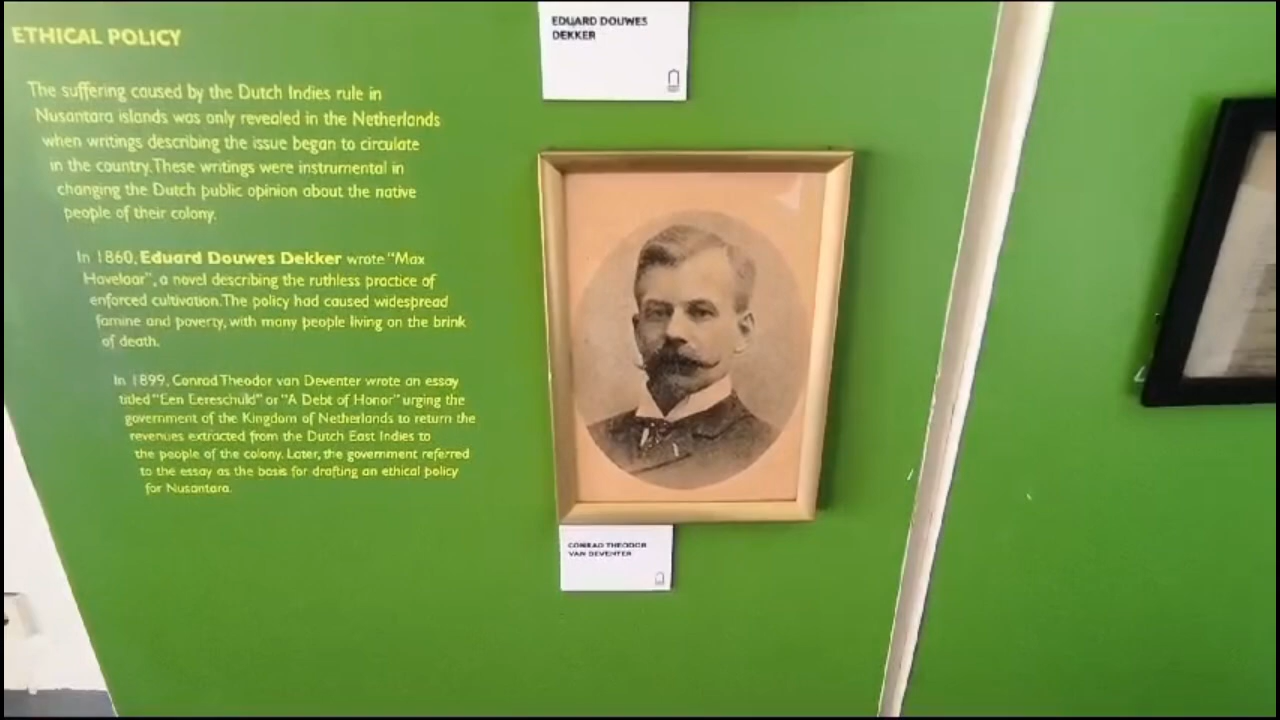 ETHICAL POLICY
The suffering caused by the Dutch Indies rule in
Nusantara islands was only revealed in the Netherlands
when writings describing the issue began to circulate
in the country. These writings were instrumental in
changing the Dutch public opinion about the native
people of their colony.
In 1860, Eduard Douwes Dekker wrote "Max
Havelaar", a novel describing the ruthless practice of
enforced cultivation. The policy had caused widespread
famine and poverty, with many people living on the brink
of death.
In 1899, Conrad Theodor van Deventer wrote an essay
titled "Een Eereschuld" or "A Debt of Honor" urging the
government of the Kingdom of Netherlands to return the
revenues extracted from the Dutch East Indies to
the people of the colony. Later, the government referred
to the essay as the basis for drafting an ethical policy
for Nusantara.
EDUARD DOUWES
DEKKER
CONRAD THEODOR
VAN DEVENTER